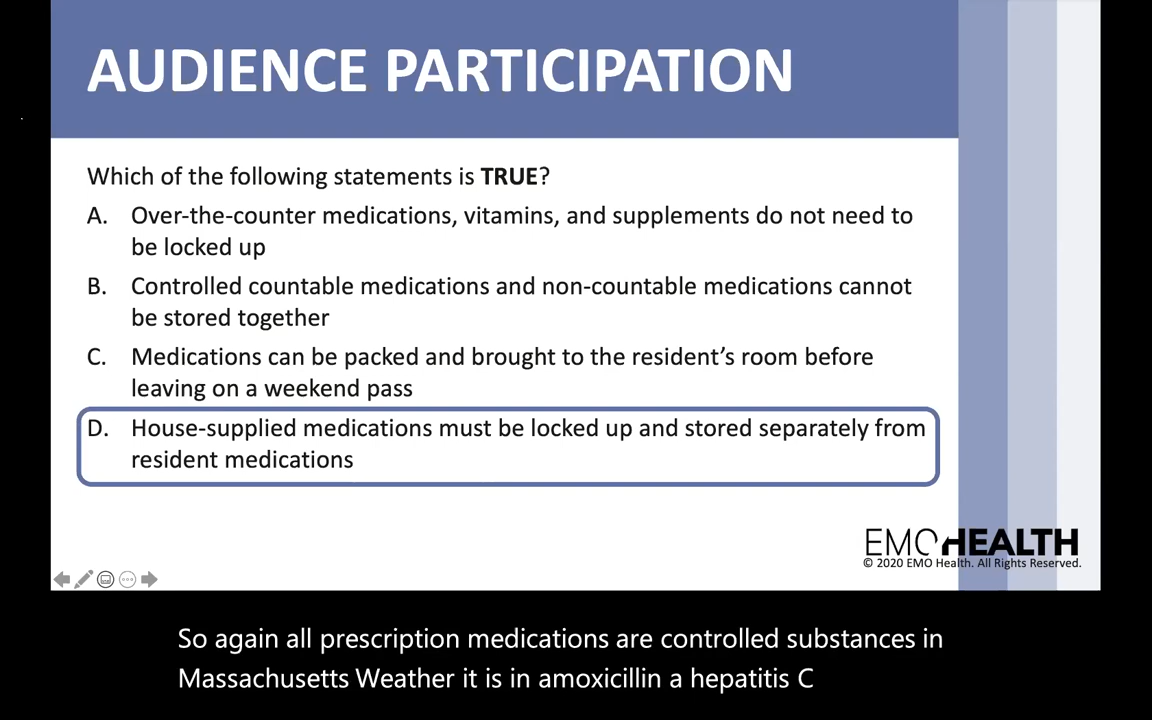 AUDIENCE PARTICIPATION
Which of the following statements is TRUE?
A. Over-the-counter medications, vitamins, and supplements do not need to
be locked up
B. Controlled countable medications and non-countable medications cannot
be stored together
C. Medications can be packed and brought to the resident’s room before
leaving on a weekend pass
D. House-supplied medications must be locked up and stored separately from
resident medications
EMOHEALTH
© 2020 EMO Health. All Rights Reserved.
So again all prescription medications are controlled substances in
Massachusetts Weather it is in amoxicillin a hepatitis C